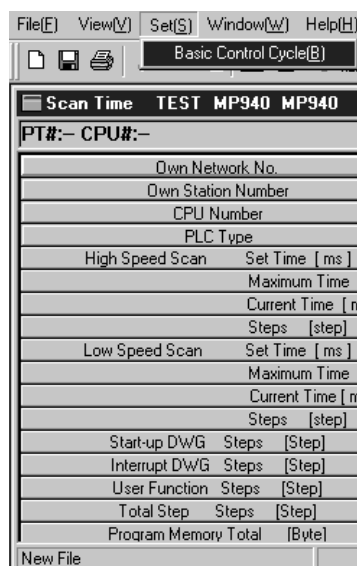 File(F) View(V) Set(S) Window(W) Help(H)
Basic Control Cycle(B)
Scan Time TEST MP940 MP940
PT#:– CPU#:–
Own Network No.
Own Station Number
CPU Number
PLC Type
High Speed Scan Set Time [ ms ]
Maximum Time
Current Time [ m
Steps [step]
Low Speed Scan Set Time [ ms ]
Maximum Time
Current Time [ m
Steps [step]
Start-up DWG Steps [Step]
Interrupt DWG Steps [Step]
User Function Steps [Step]
Total Step Steps [Step]
Program Memory Total [Byte]
New File